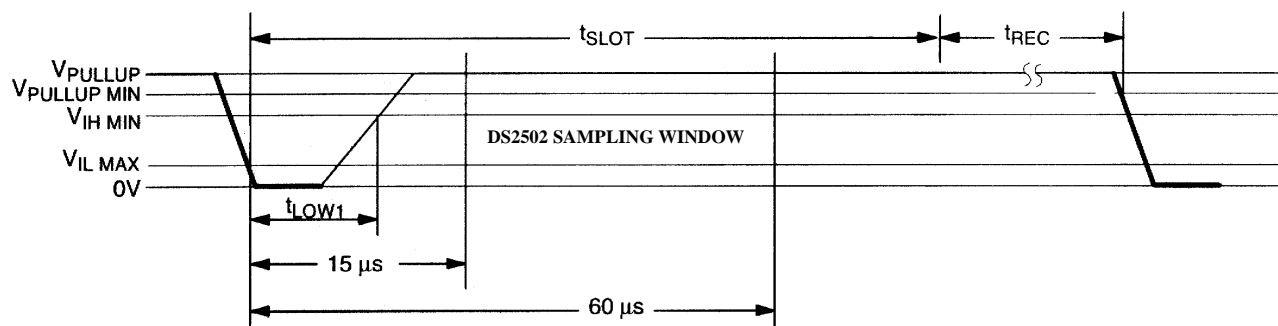 tSLOT
tREC
VPULLUP
VPULLUP MIN
VIH MIN
DS2502 SAMPLING WINDOW
VIL MAX
0V
tLOW1
15 μs
60 μs